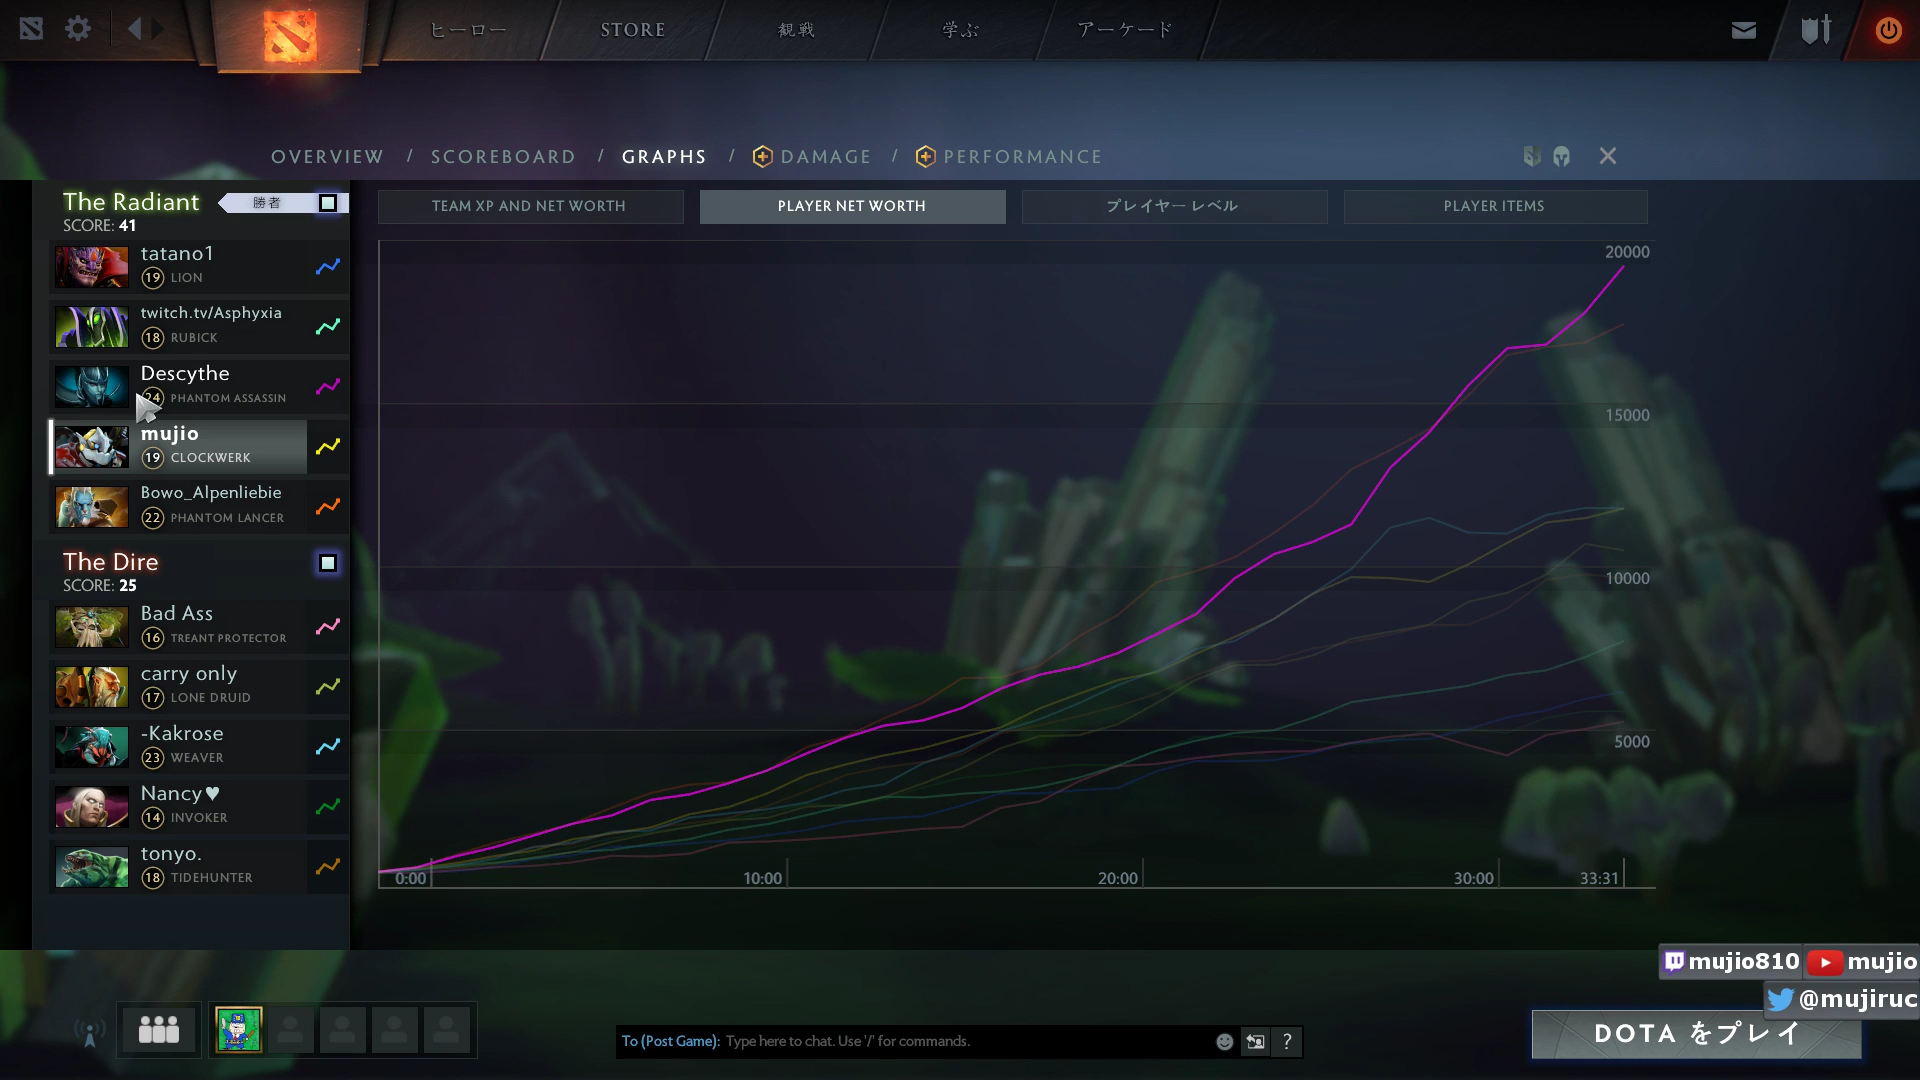 ヒーロー STORE 観戦 学ぶ アーケード
OVERVIEW / SCOREBOARD / GRAPHS / DAMAGE / PERFORMANCE
The Radiant 勝者
SCORE: 41
TEAM XP AND NET WORTH PLAYER NET WORTH プレイヤーレベル PLAYER ITEMS
tatano1
19 LION
twitch.tv/Asphyxia
18 RUBICK
Descythe
24 PHANTOM ASSASSIN
mujio
19 CLOCKWERK
Bowo_Alpenliebie
22 PHANTOM LANCER
The Dire
SCORE: 25
Bad Ass
16 TREANT PROTECTOR
carry only
17 LONE DRUID
-Kakrose
23 WEAVER
Nancy♥
14 INVOKER
tonyo.
18 TIDEHUNTER
20000
15000
10000
5000
0:00 10:00 20:00 30:00 33:31
mujio810 mujio
@mujiruc
To (Post Game): Type here to chat. Use '/' for commands. ?
DOTA をプレイ